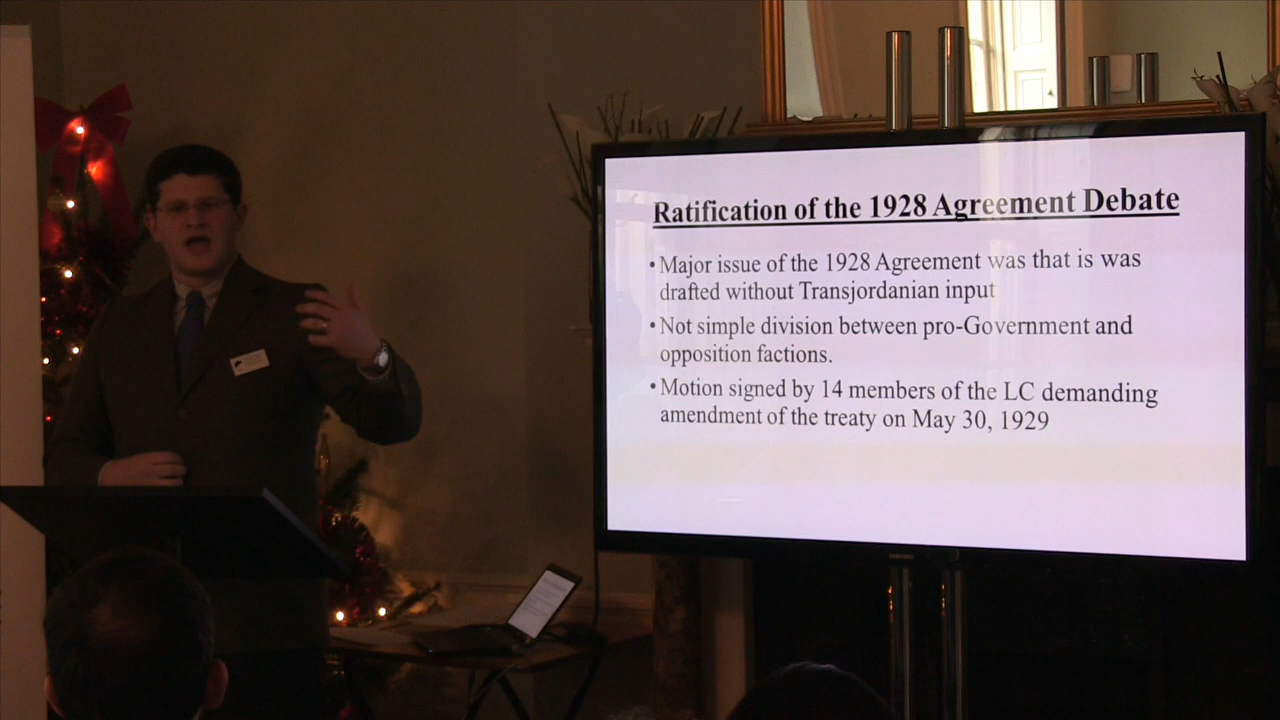 Ratification of the 1928 Agreement Debate
• Major issue of the 1928 Agreement was that is was
drafted without Transjordanian input
• Not simple division between pro-Government and
opposition factions.
• Motion signed by 14 members of the LC demanding
amendment of the treaty on May 30, 1929
SAMSUNG